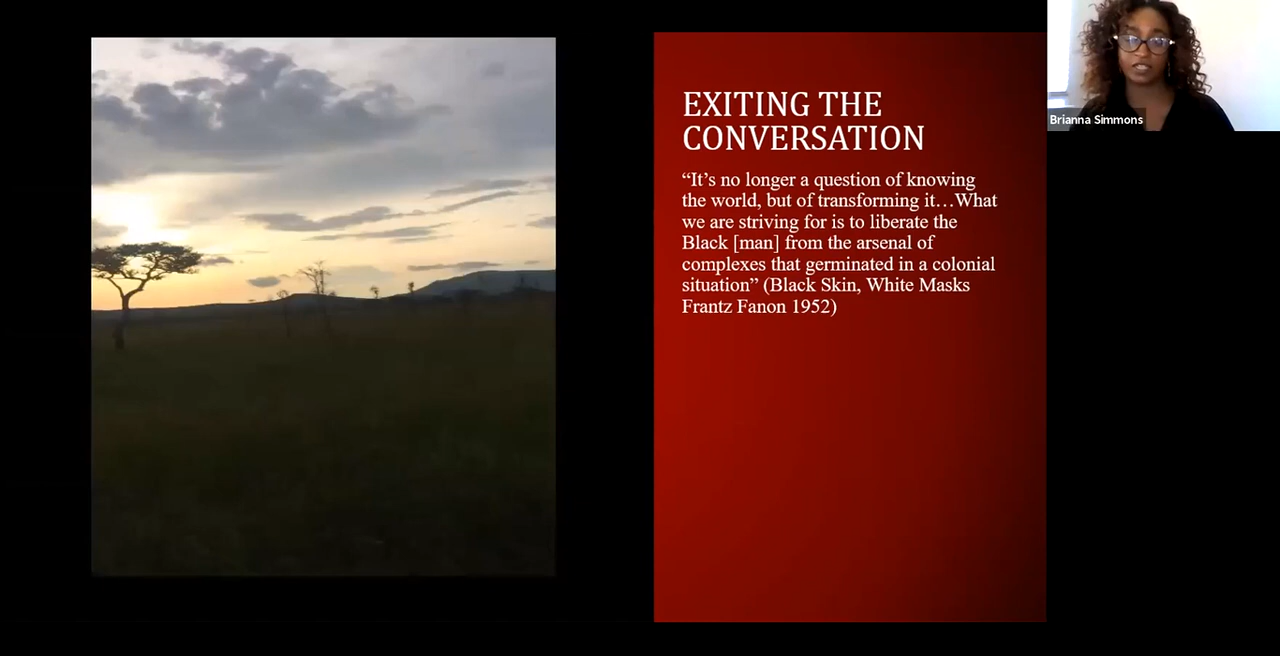 EXITING THE
CONVERSATION
“It’s no longer a question of knowing
the world, but of transforming it…What
we are striving for is to liberate the
Black [man] from the arsenal of
complexes that germinated in a colonial
situation” (Black Skin, White Masks
Frantz Fanon 1952)
Brianna Simmons